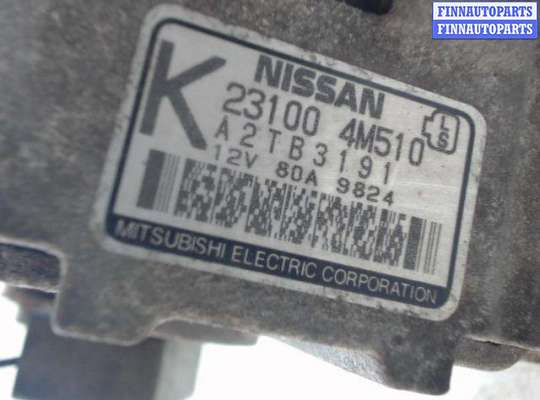 FINNAUTOPARTS
FINNAUTOPARTS
K
NISSAN
23100 4M510
A2TB3191
12V 80A 9824
MITSUBISHI ELECTRIC CORPORATION